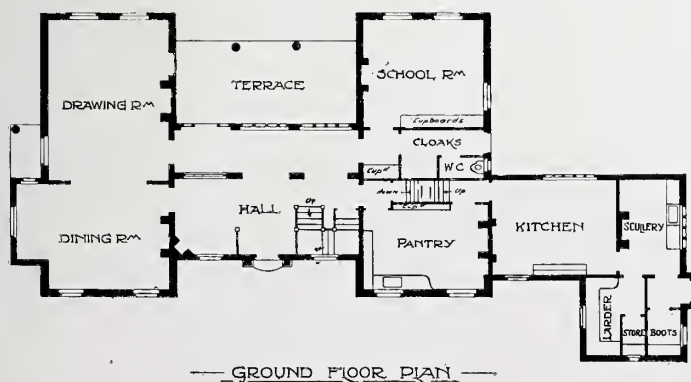 SCHOOL RM
TERRACE
DRAWING RM
Cupboards
CLOAKS
Cupd
WC
down
Up
Cupd
UP
HALL
DINING RM
PANTRY
KITCHEN
SCULLERY
LARDER
STORE
BOOTS
GROUND FLOOR PLAN